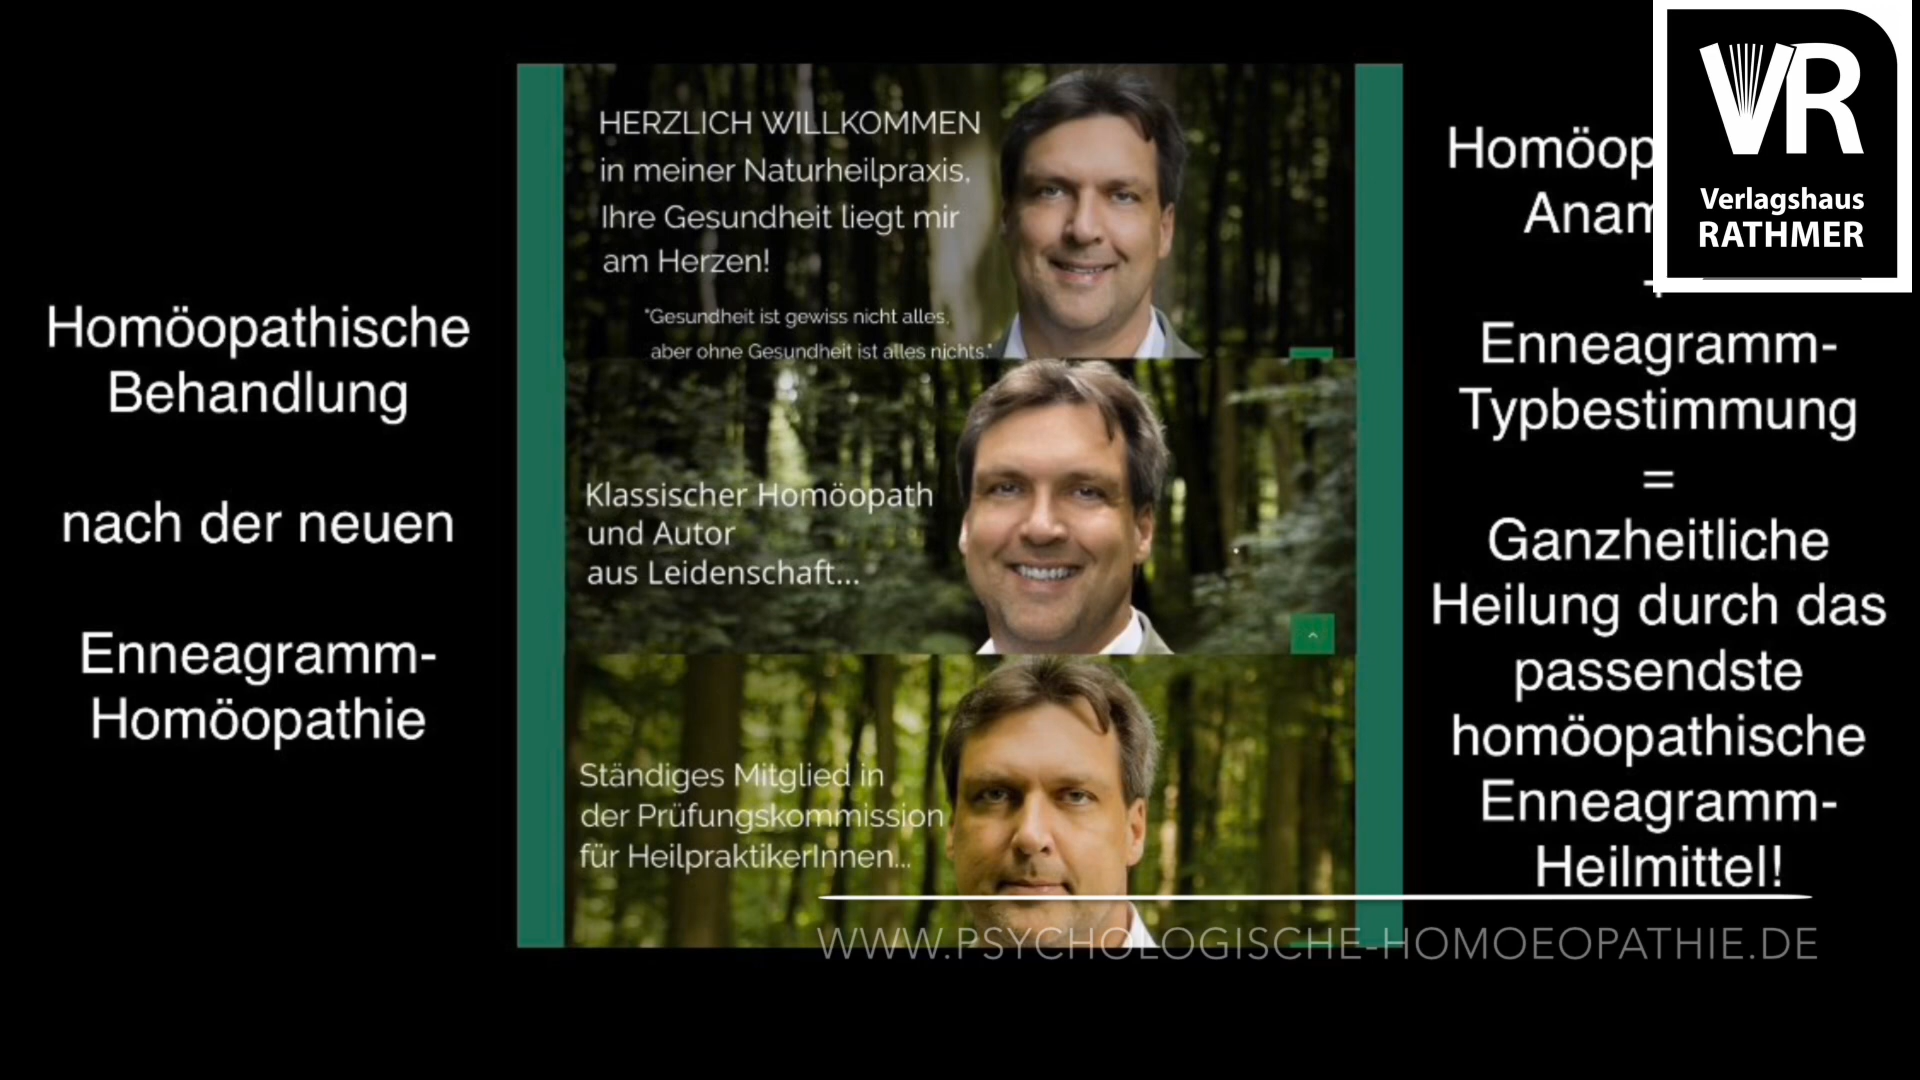 Homöopathische
Behandlung
nach der neuen
Enneagramm-
Homöopathie
HERZLICH WILLKOMMEN
in meiner Naturheilpraxis,
Ihre Gesundheit liegt mir
am Herzen!
"Gesundheit ist gewiss nicht alles,
aber ohne Gesundheit ist alles nichts."
Klassischer Homöopath
und Autor
aus Leidenschaft...
Ständiges Mitglied in
der Prüfungskommission
für HeilpraktikerInnen...
+
Enneagramm-
Typbestimmung
=
Ganzheitliche
Heilung durch das
passendste
homöopathische
Enneagramm-
Heilmittel!
VR
Verlagshaus
RATHMER
WWW.PSYCHOLOGISCHE-HOMOEOPATHIE.DE